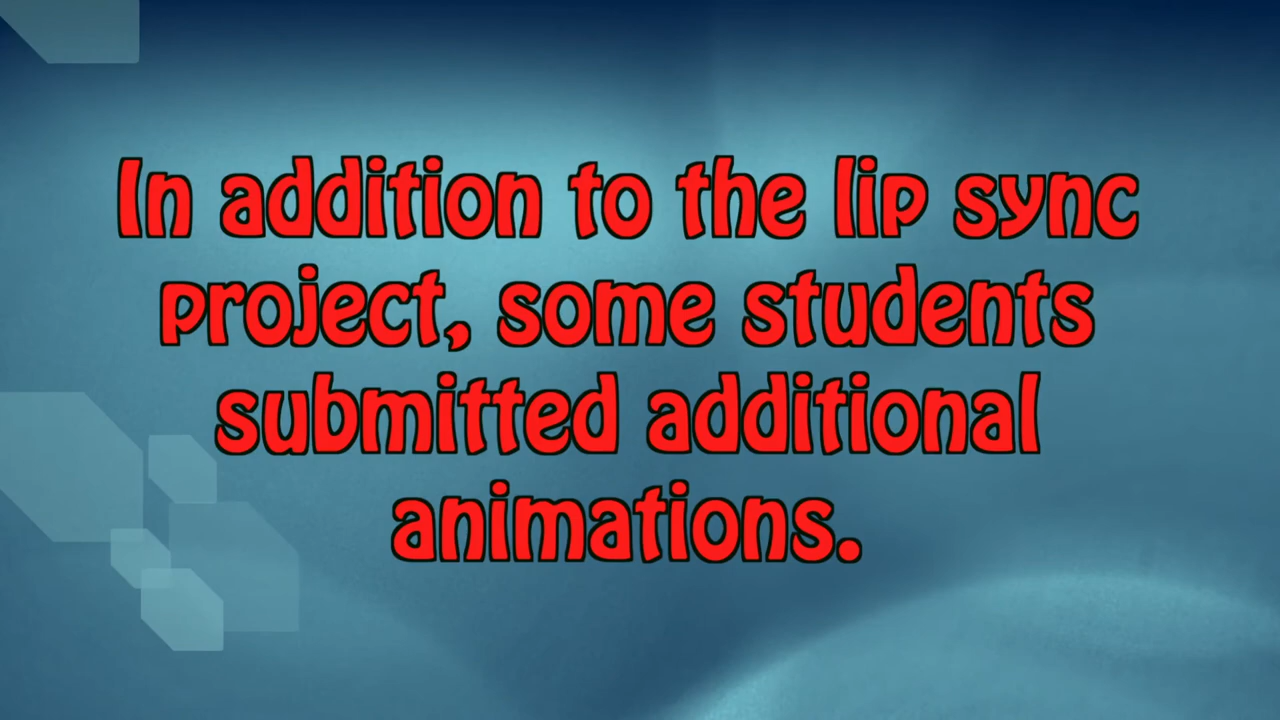 In addition to the lip sync
project, some students
submitted additional
animations.